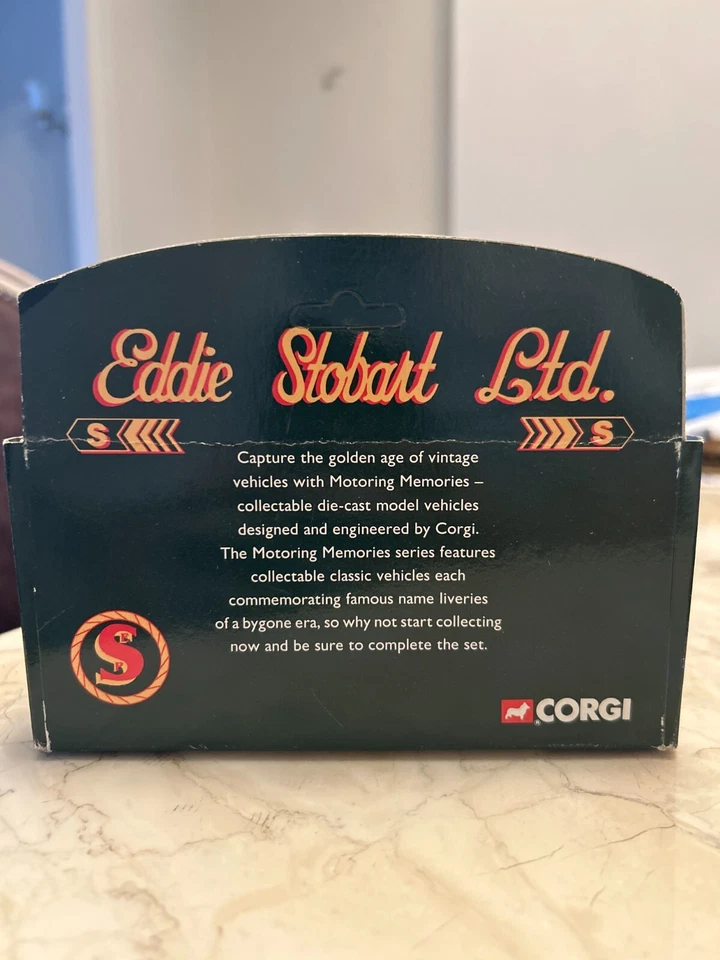 Eddie Stobart Ltd.
S S
Capture the golden age of vintage
vehicles with Motoring Memories –
collectable die-cast model vehicles
designed and engineered by Corgi.
The Motoring Memories series features
collectable classic vehicles each
commemorating famous name liveries
of a bygone era, so why not start collecting
now and be sure to complete the set.
S
CORGI